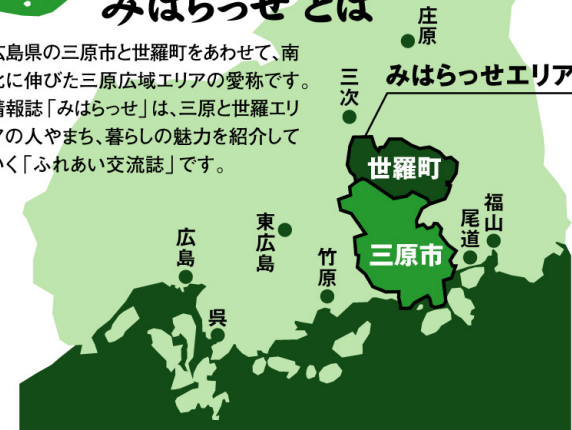 みはらっせとは
広島県の三原市と世羅町をあわせて、南
北に伸びた三原広域エリアの愛称です。
情報誌「みはらっせ」は、三原と世羅エリ
アの人やまち、暮らしの魅力を紹介して
いく「ふれあい交流誌」です。
庄原
三次
みはらっせエリア
世羅町
福山
尾道
東広島
広島
竹原
三原市
呉